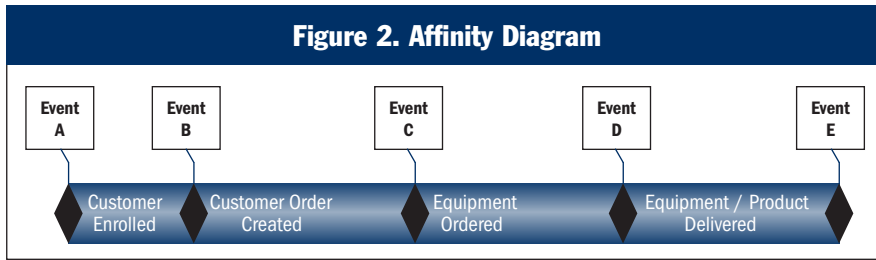 Figure 2. Affinity Diagram
Event
A
Event
B
Event
C
Event
D
Event
E
Customer
Enrolled
Customer Order
Created
Equipment
Ordered
Equipment / Product
Delivered